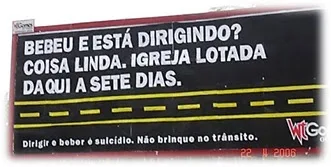 BEBEU E ESTÁ DIRIGINDO?
COISA LINDA. IGREJA LOTADA
DAQUI A SETE DIAS.
Dirigir e beber é suicídio. Não brinque no trânsito.
22 11 2006